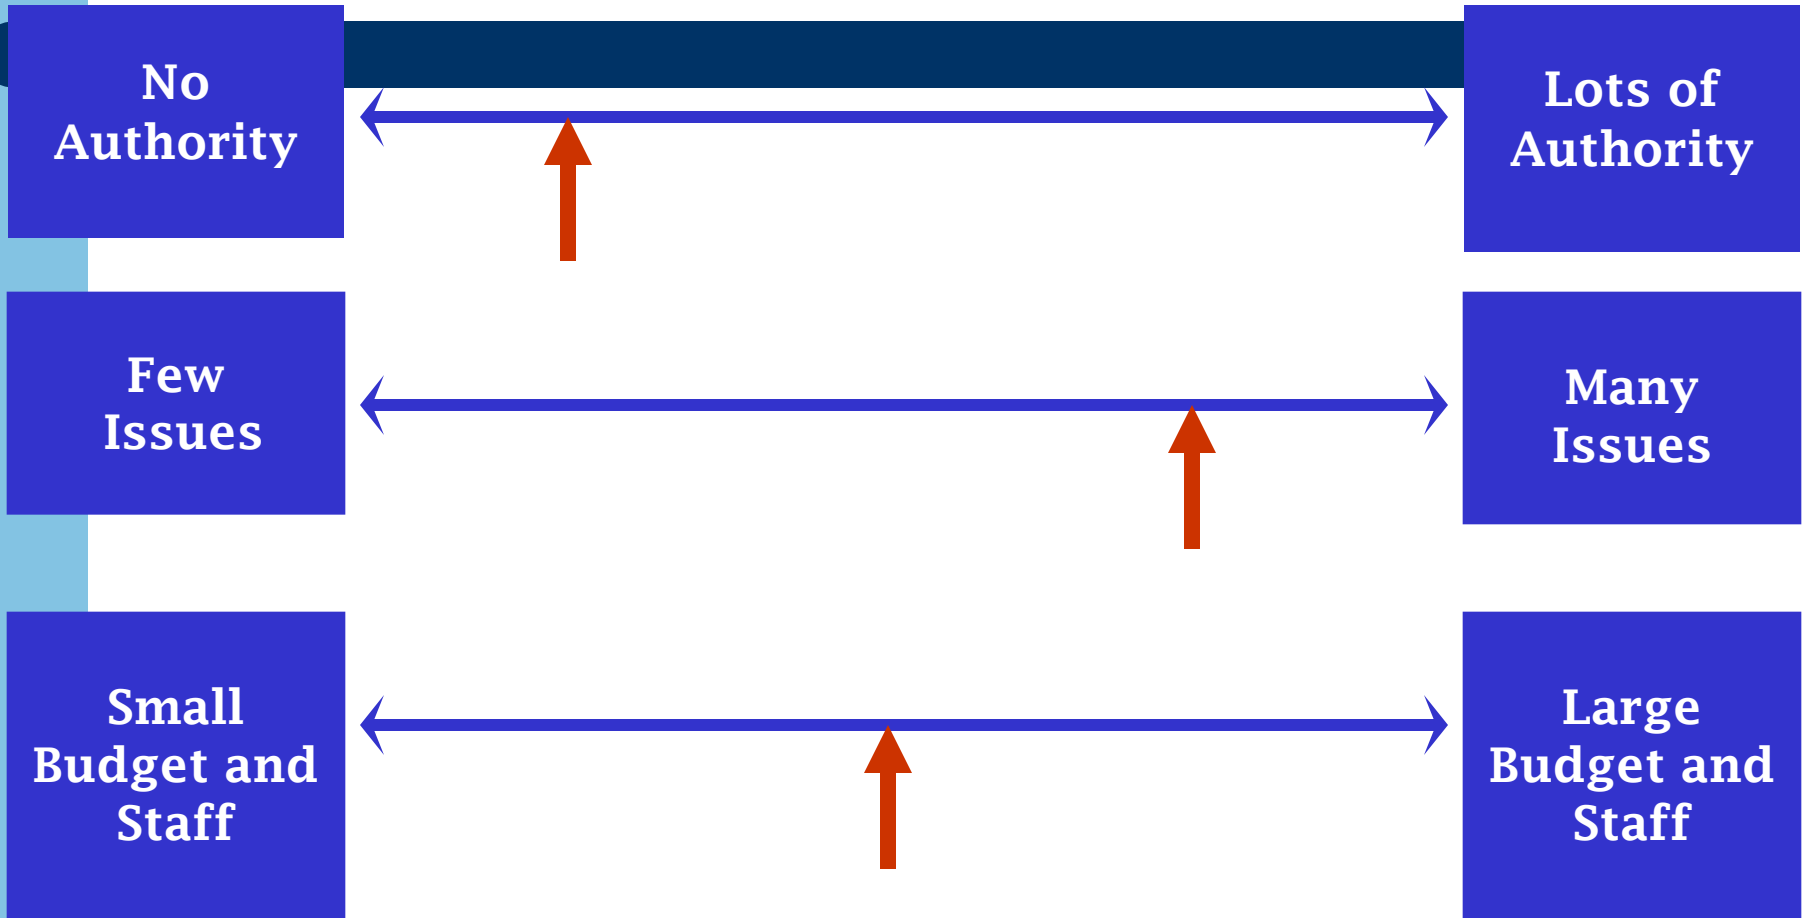 No
Authority
Lots of
Authority
Few
Issues
Many
Issues
Small
Budget and
Staff
Large
Budget and
Staff